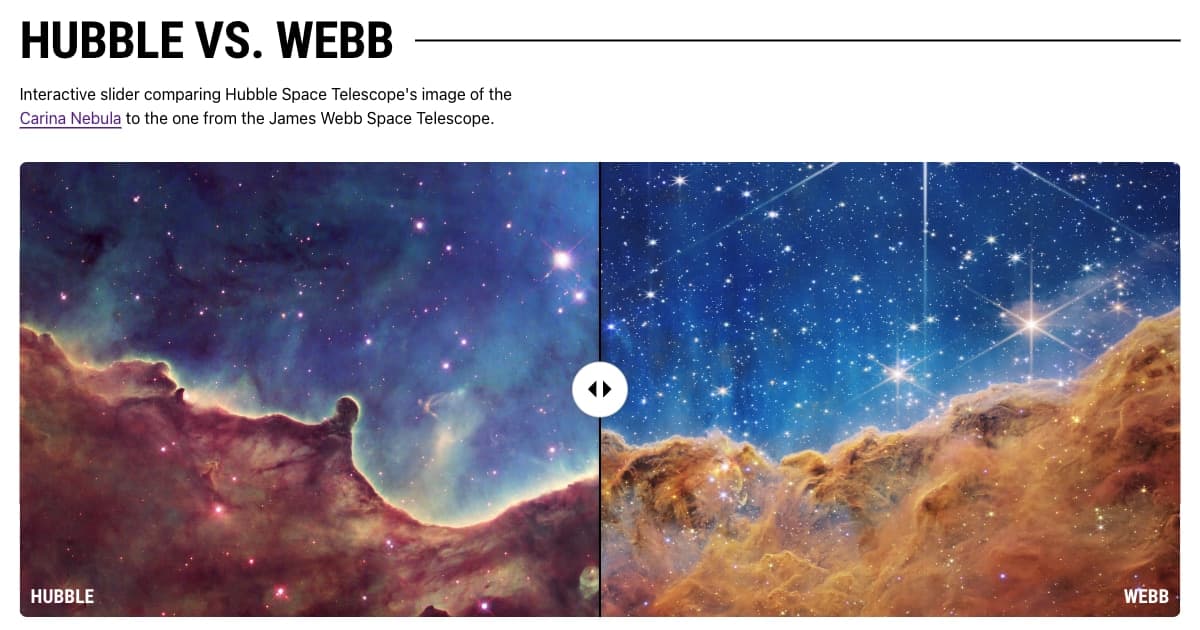 HUBBLE VS. WEBB
Interactive slider comparing Hubble Space Telescope's image of the
Carina Nebula to the one from the James Webb Space Telescope.
HUBBLE
WEBB